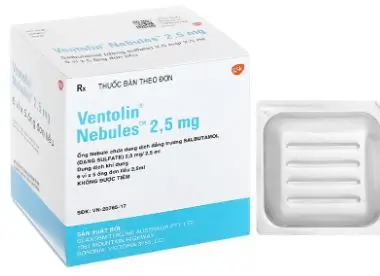 Ventolin®
Nebules™ 2,5 mg
gsk
Rx THUỐC BÁN THEO ĐƠN
Ventolin®
Nebules™ 2,5 mg
Ống Nebule chứa dung dịch đẳng trương SALBUTAMOL
(DẠNG SULFATE) 2,5 mg/ 2,5 ml
Dung dịch khí dung
6 vỉ x 5 ống đơn liều 2,5ml
KHÔNG ĐƯỢC TIÊM
SĐK: VN-20765-17
SẢN XUẤT BỞI
GLAXOSMITHKLINE AUSTRALIA PTY. LTD.
1061 MOUNTAIN HIGHWAY,
BORONIA, VICTORIA 3155,